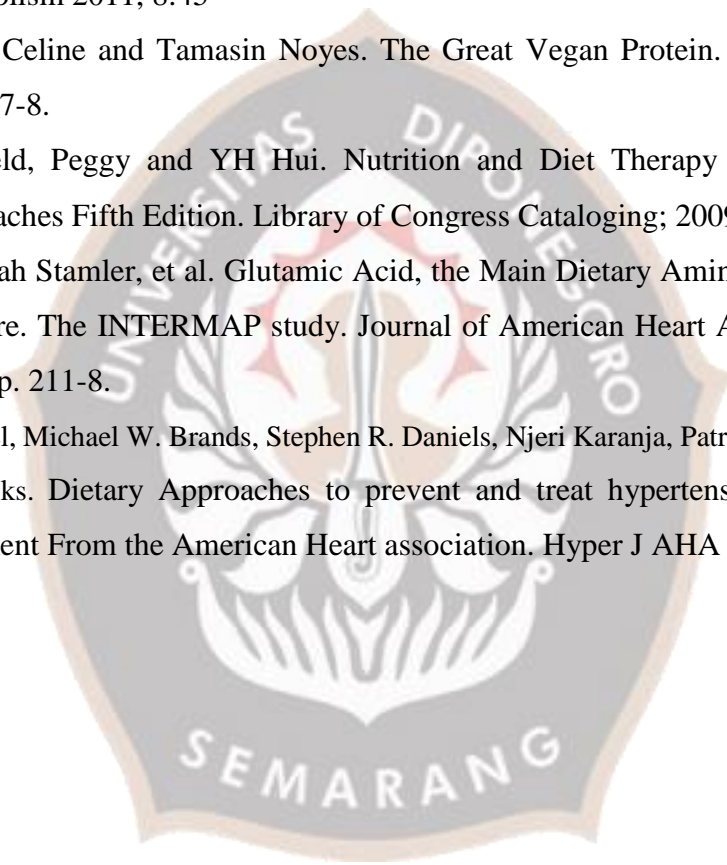 2011; 8:45
Celine and Tamasin Noyes. The Great Vegan Protein.
7-8.
eld, Peggy and YH Hui. Nutrition and Diet Therapy
aches Fifth Edition. Library of Congress Cataloging; 2009
ah Stamler, et al. Glutamic Acid, the Main Dietary Amin
re. The INTERMAP study. Journal of American Heart A
p. 211-8.
l, Michael W. Brands, Stephen R. Daniels, Njeri Karanja, Patr
ks. Dietary Approaches to prevent and treat hypertens
ent From the American Heart association. Hyper J AHA
UNIVERSITAS DIPONEGORO
SEMARANG